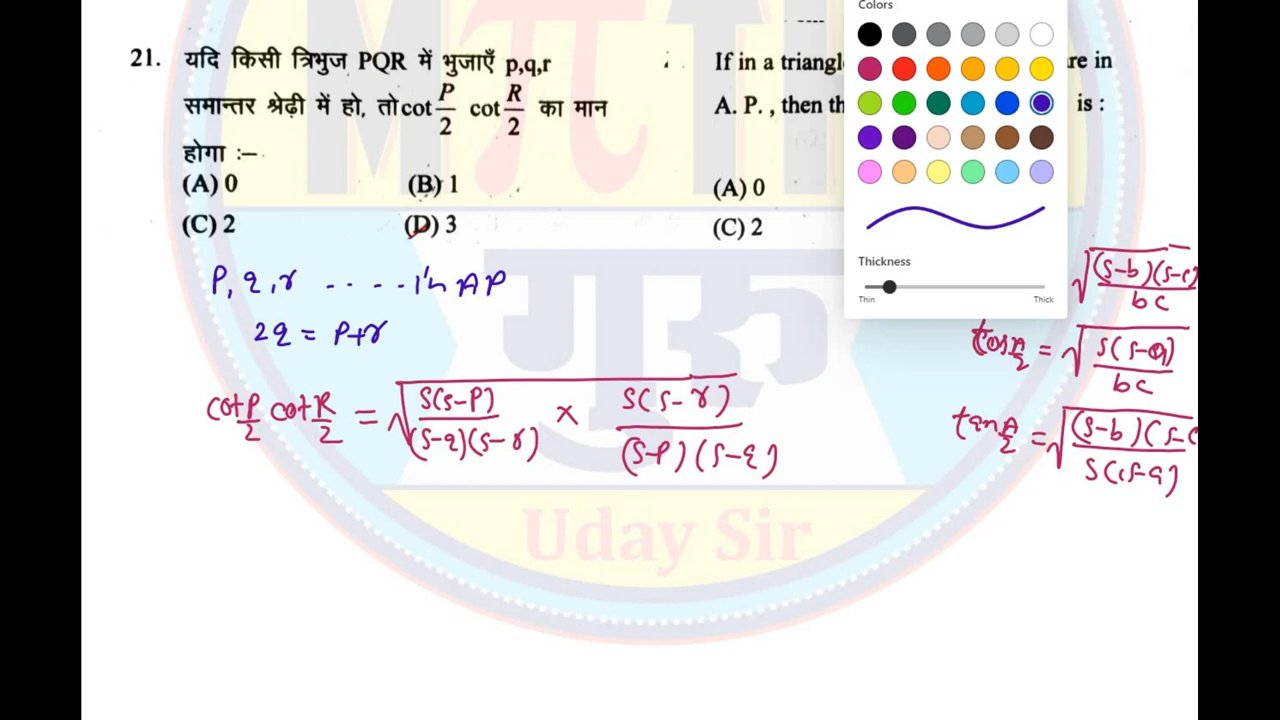 21. यदि किसी त्रिभुज PQR में भुजाएँ p,q,r
समान्तर श्रेढ़ी में हो, तो cot P/2 cot R/2 का मान
होगा :–
(A) 0 (B) 1
(C) 2 (D) 3
If in a triangl re in
A. P. , then th is :
(A) 0
(C) 2
Colors
Thickness
Thin Thick
P, q, r ..... in AP
2q = P+r
cot P/2 cot R/2 = √( s(s-P) / (s-q)(s-r) × s(s-r) / (s-p)(s-q) )
√( (s-b)(s-c) / bc )
cos A/2 = √( s(s-a) / bc )
tan A/2 = √( (s-b)(s-c / s(s-a) )
गुरु
Uday Sir